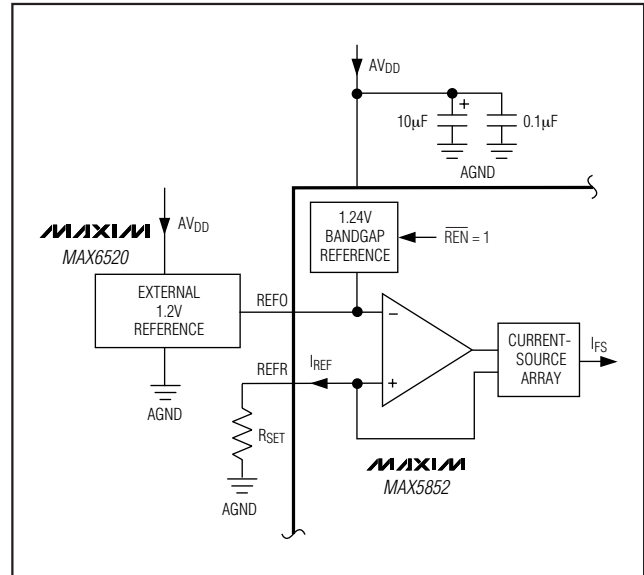 AVDD
10µF
+
0.1µF
AGND
MAXIM
MAX6520
AVDD
1.24V
BANDGAP
REFERENCE
REN = 1
EXTERNAL
1.2V
REFERENCE
REFO
−
REFR
IREF
+
CURRENT-
SOURCE
ARRAY
IFS
AGND
RSET
AGND
MAXIM
MAX5852